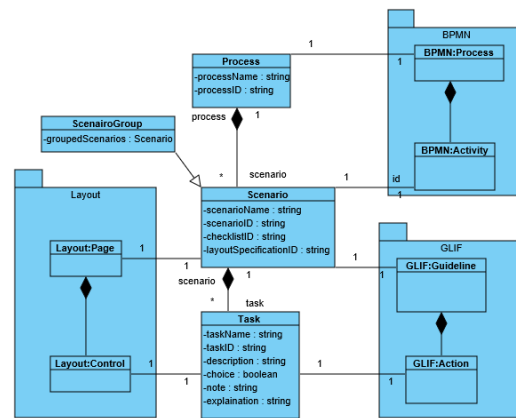 BPMN
Process
-processName : string
-processID : string
1
1
BPMN:Process
process
1
ScenairoGroup
-groupedScenarios : Scenario
BPMN:Activity
*
scenario
1
id
1
Scenario
-scenarioName : string
-scenarioID : string
-checklistID : string
-layoutSpecificationID : string
Layout
Layout:Page
1
1
GLIF
GLIF:Guideline
1
1
scenario
1
*
task
Task
-taskName : string
-taskID : string
-description : string
-choice : boolean
-note : string
-explaination : string
Layout:Control
1
1
1
1
GLIF:Action